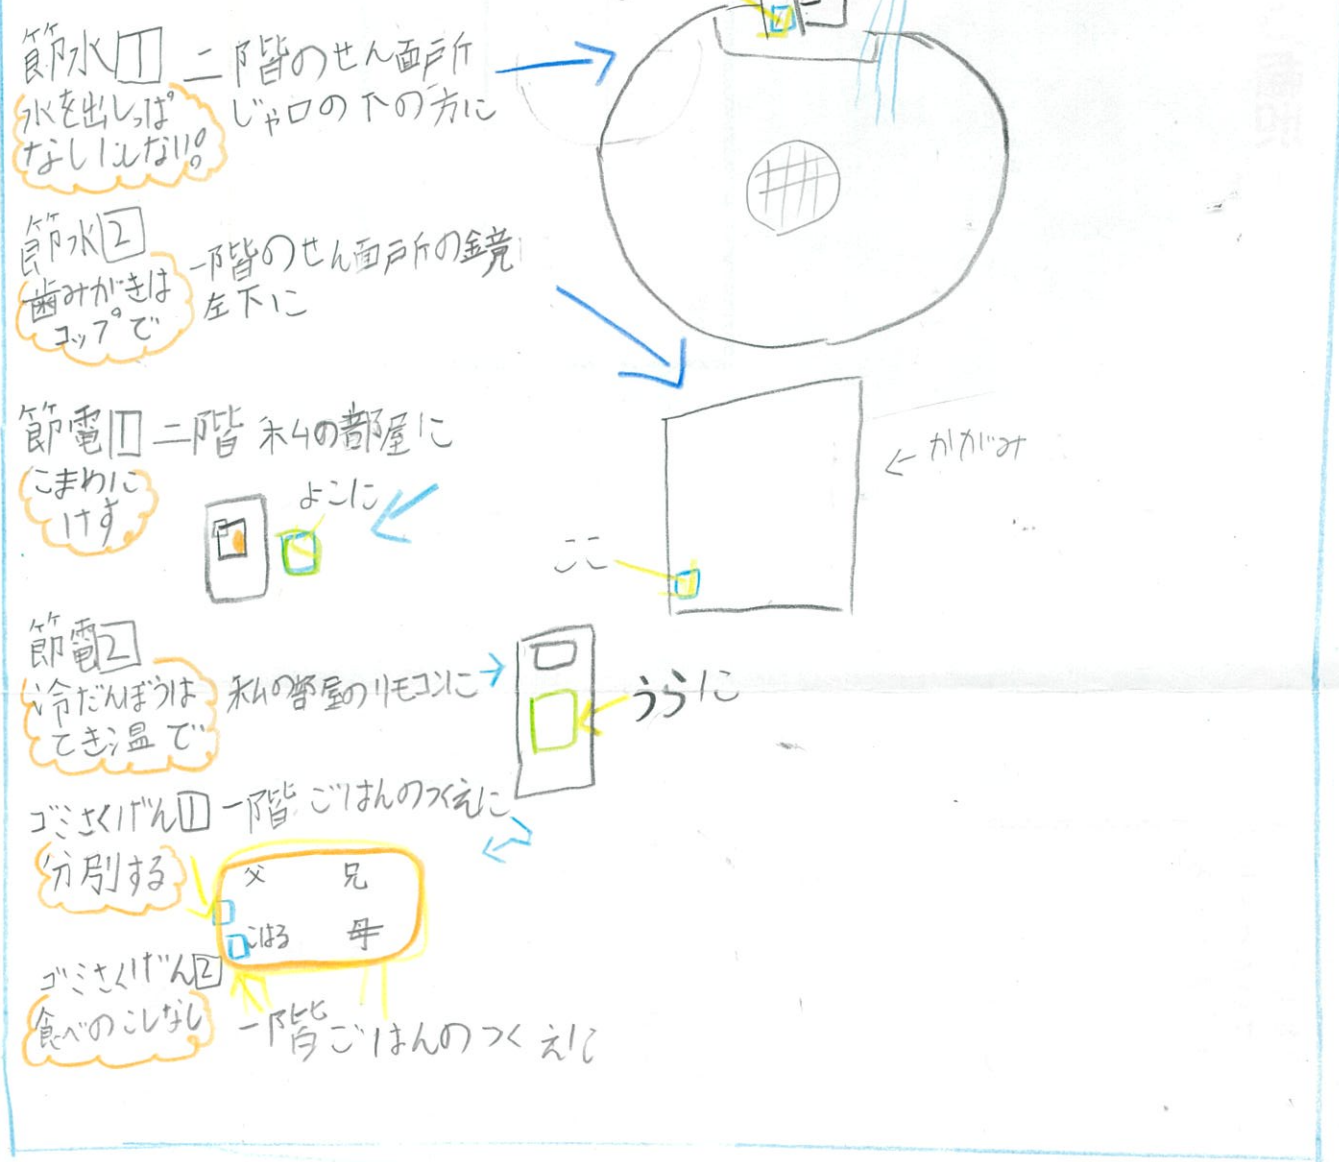 節水1 二階のせん面戸所
じゃ口の下の方に
水を出しっぱ
なしにしない!
節水2
一階のせん面戸所の鏡
左下に
歯みがきは
コップで
節電1 二階 私の部屋に
こまめに
けす
よこに
かがみ
ここ
節電2
冷だんぼうは
てき温で
私の部屋のリモコンに
うらに
ゴミさくげん1 一階 ごはんのつくえに
分別する
父 兄
こはる 母
ゴミさくげん2
食べのこしなし
一階ごはんのつくえに